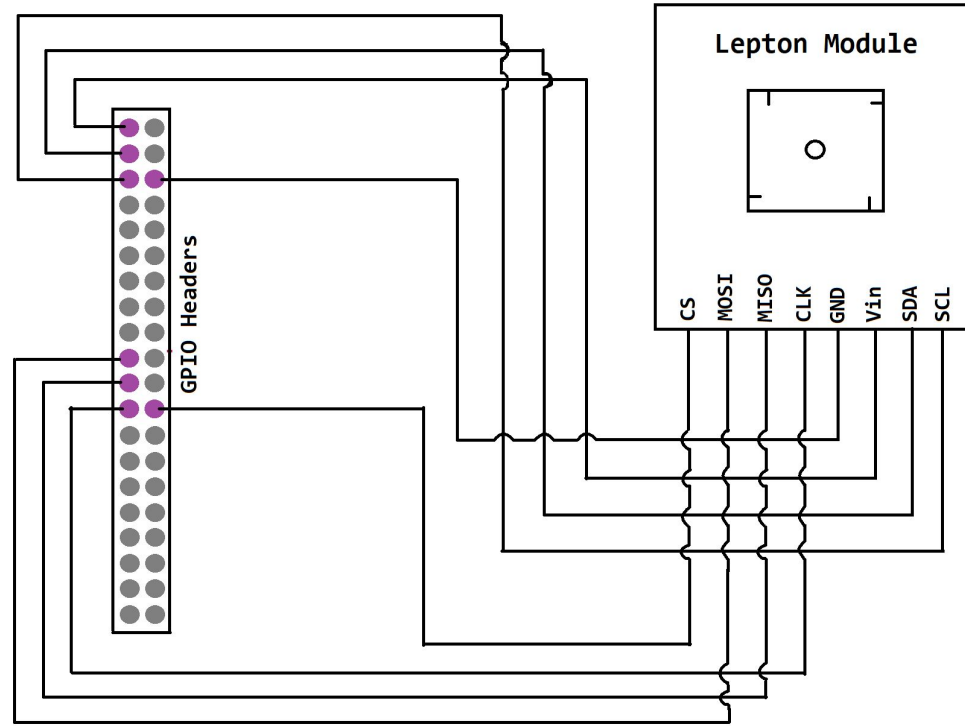 Lepton Module
GPIO Headers
CS
MOSI
MISO
CLK
GND
Vin
SDA
SCL